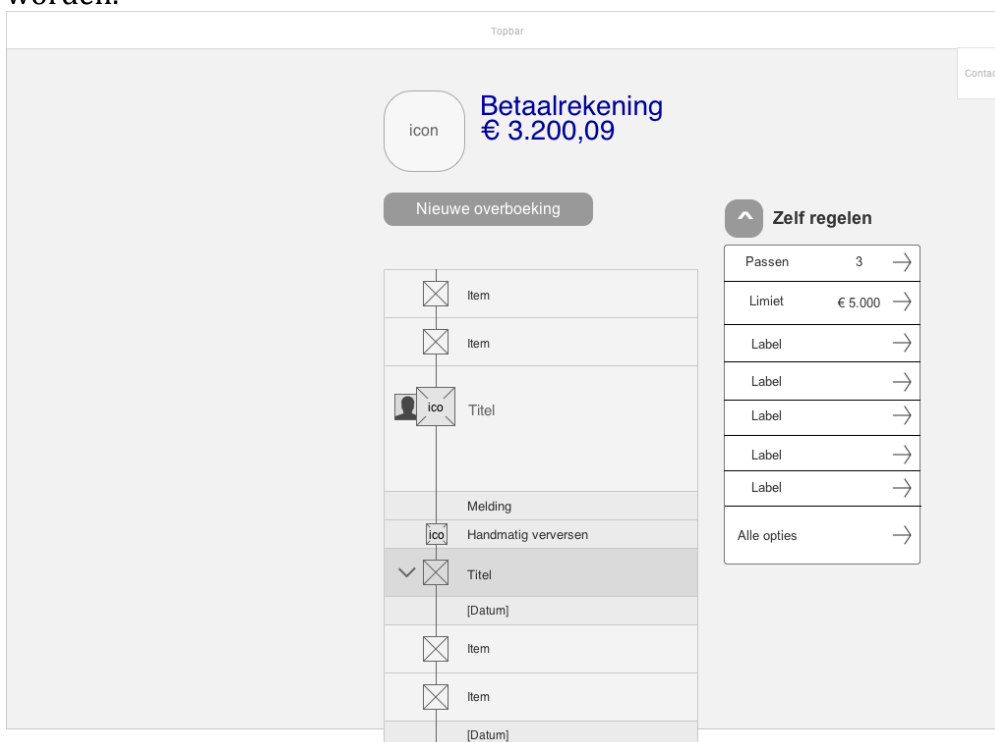 worden.
Topbar
Contac
icon
Betaalrekening
€ 3.200,09
Nieuwe overboeking
Item
Item
ico
Titel
Melding
ico
Handmatig verversen
Titel
[Datum]
Item
Item
[Datum]
^
Zelf regelen
Passen 3
Limiet € 5.000
Label
Label
Label
Label
Label
Alle opties